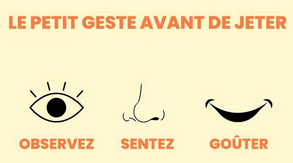 LE PETIT GESTE AVANT DE JETER
OBSERVEZ SENTEZ GOÛTER